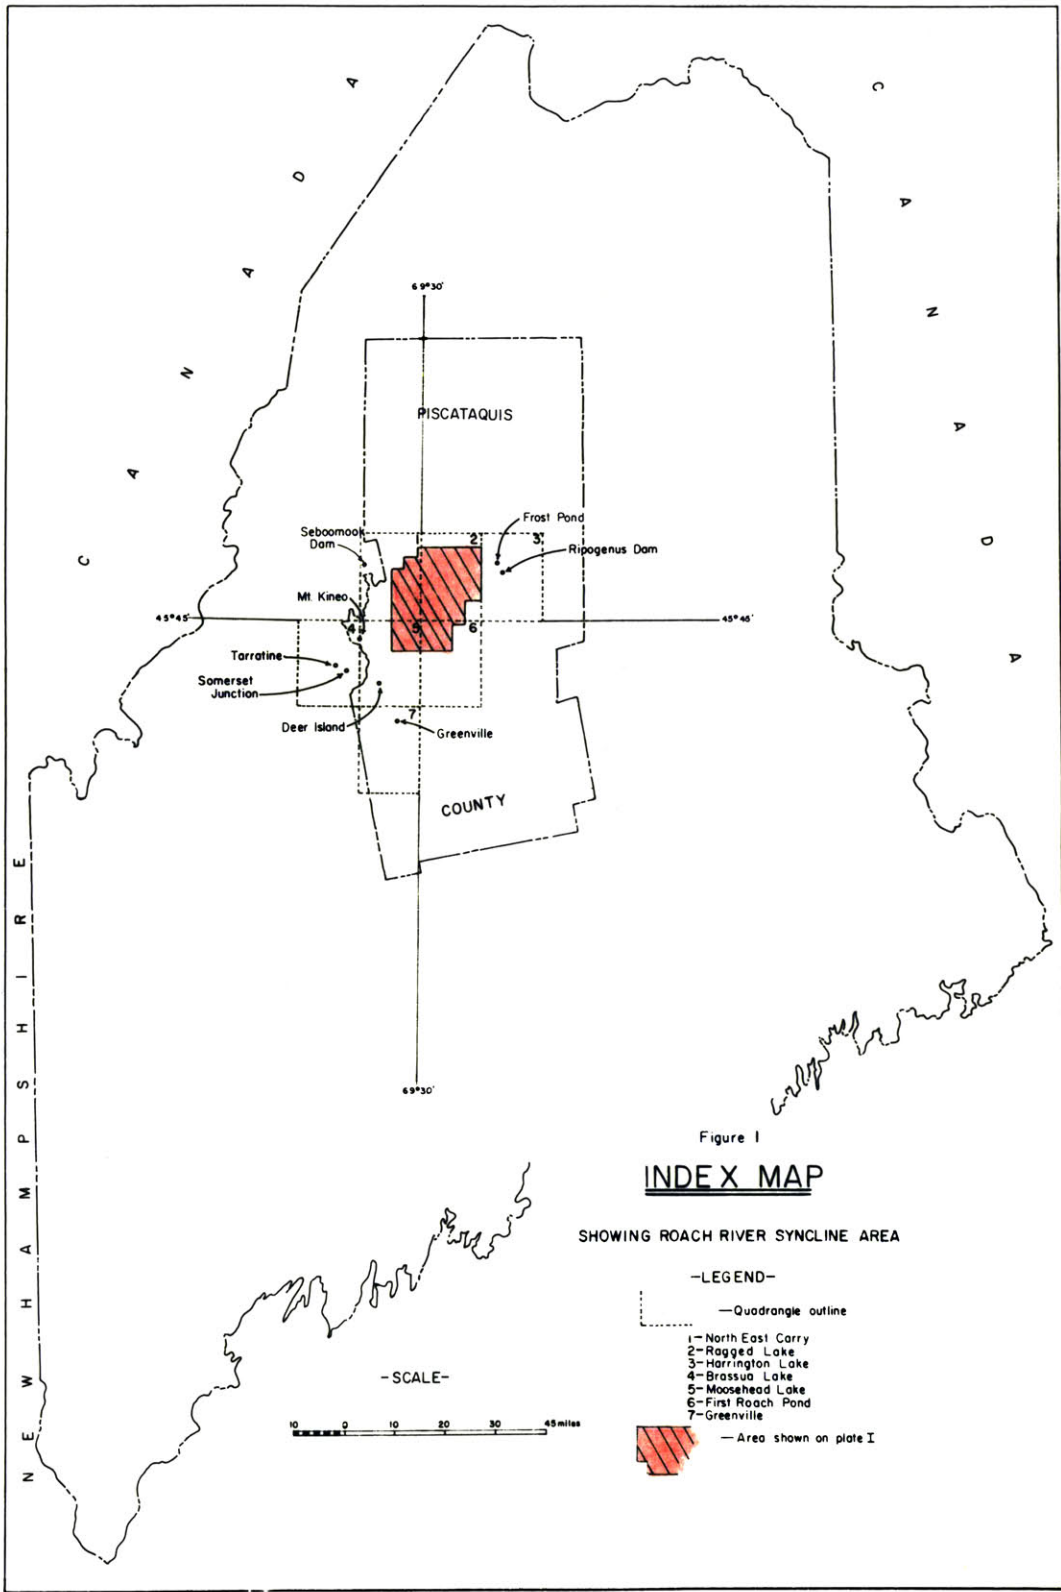 C A N A D A
C A N A D A
69°30'
PISCATAQUIS
Seboomook
Dam
2
3
Frost Pond
Ripogenus Dam
Mt. Kineo
1
45°45'
45°45'
4
5
6
Tarratine
Somerset
Junction
Deer Island
7
Greenville
COUNTY
NEW HAMPSHIRE
69°30'
Figure 1
INDEX MAP
SHOWING ROACH RIVER SYNCLINE AREA
-LEGEND-
—Quadrangle outline
1-North East Carry
2-Ragged Lake
3-Harrington Lake
4-Brassua Lake
5-Moosehead Lake
6-First Roach Pond
7-Greenville
—Area shown on plate I
-SCALE-
10 0 10 20 30 45 miles